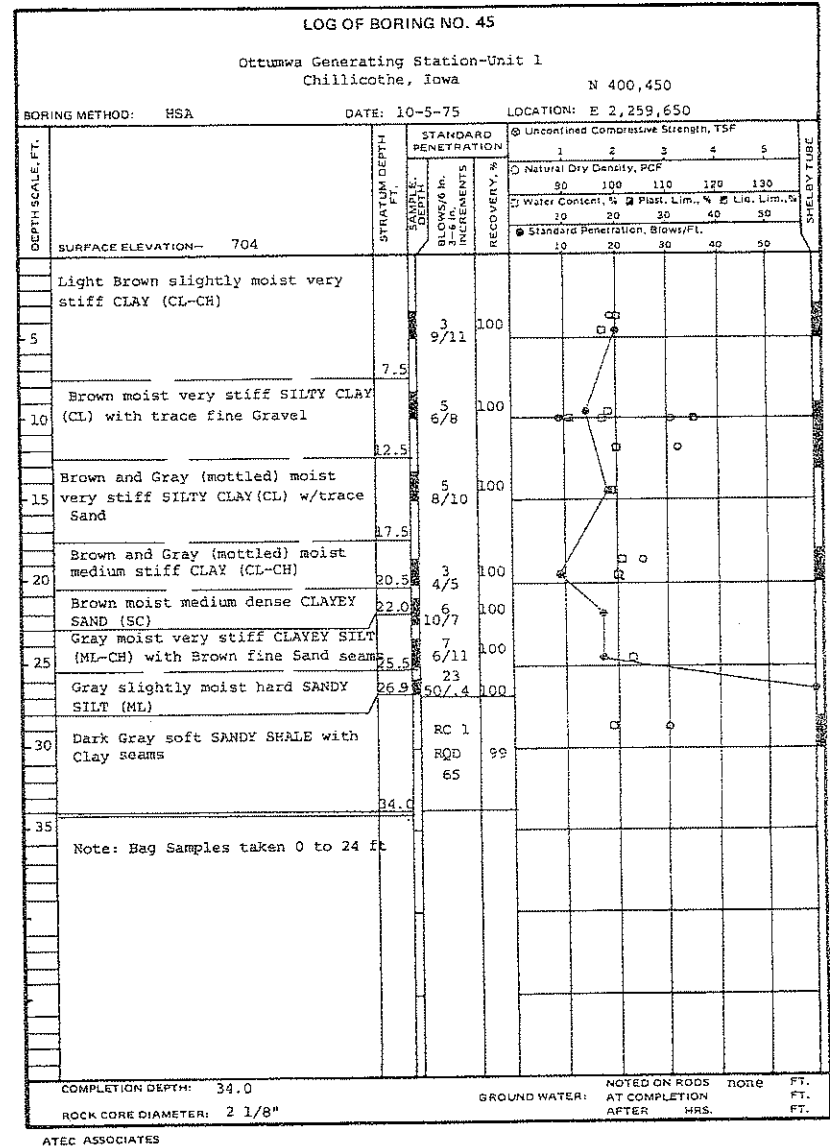 LOG OF BORING NO. 45
Ottumwa Generating Station-Unit 1
Chillicothe, Iowa
N 400,450
BORING METHOD: HSA DATE: 10-5-75 LOCATION: E 2,259,650
DEPTH SCALE, FT.
SURFACE ELEVATION— 704
STRATUM DEPTH FT.
STANDARD PENETRATION
SAMPLE DEPTH
BLOWS/6 In. 3-6 In. INCREMENTS
RECOVERY, %
⊗ Unconfined Compressive Strength, TSF
1 2 3 4 5
○ Natural Dry Density, PCF
90 100 110 120 130
Water Content, % Plast. Lim., % Liq. Lim., %
10 20 30 40 50
Standard Penetration, Blows/Ft.
10 20 30 40 50
SHELBY TUBE
Light Brown slightly moist very
stiff CLAY (CL-CH)
5
3
9/11
100
7.5
Brown moist very stiff SILTY CLAY
(CL) with trace fine Gravel
10
5
6/8
100
12.5
Brown and Gray (mottled) moist
very stiff SILTY CLAY(CL) w/trace
Sand
15
5
8/10
100
17.5
Brown and Gray (mottled) moist
medium stiff CLAY (CL-CH)
20
20.5
3
4/5
100
Brown moist medium dense CLAYEY
SAND (SC)
22.0
6
10/7
100
Gray moist very stiff CLAYEY SILT
(ML-CH) with Brown fine Sand seams
25
25.5
7
6/11
100
Gray slightly moist hard SANDY
SILT (ML)
26.9
23
50/.4
100
Dark Gray soft SANDY SHALE with
Clay seams
30
RC 1
RQD
65
99
34.0
35
Note: Bag Samples taken 0 to 24 ft
COMPLETION DEPTH: 34.0
ROCK CORE DIAMETER: 2 1/8"
GROUND WATER:
NOTED ON RODS none FT.
AT COMPLETION FT.
AFTER HRS. FT.
ATEC ASSOCIATES